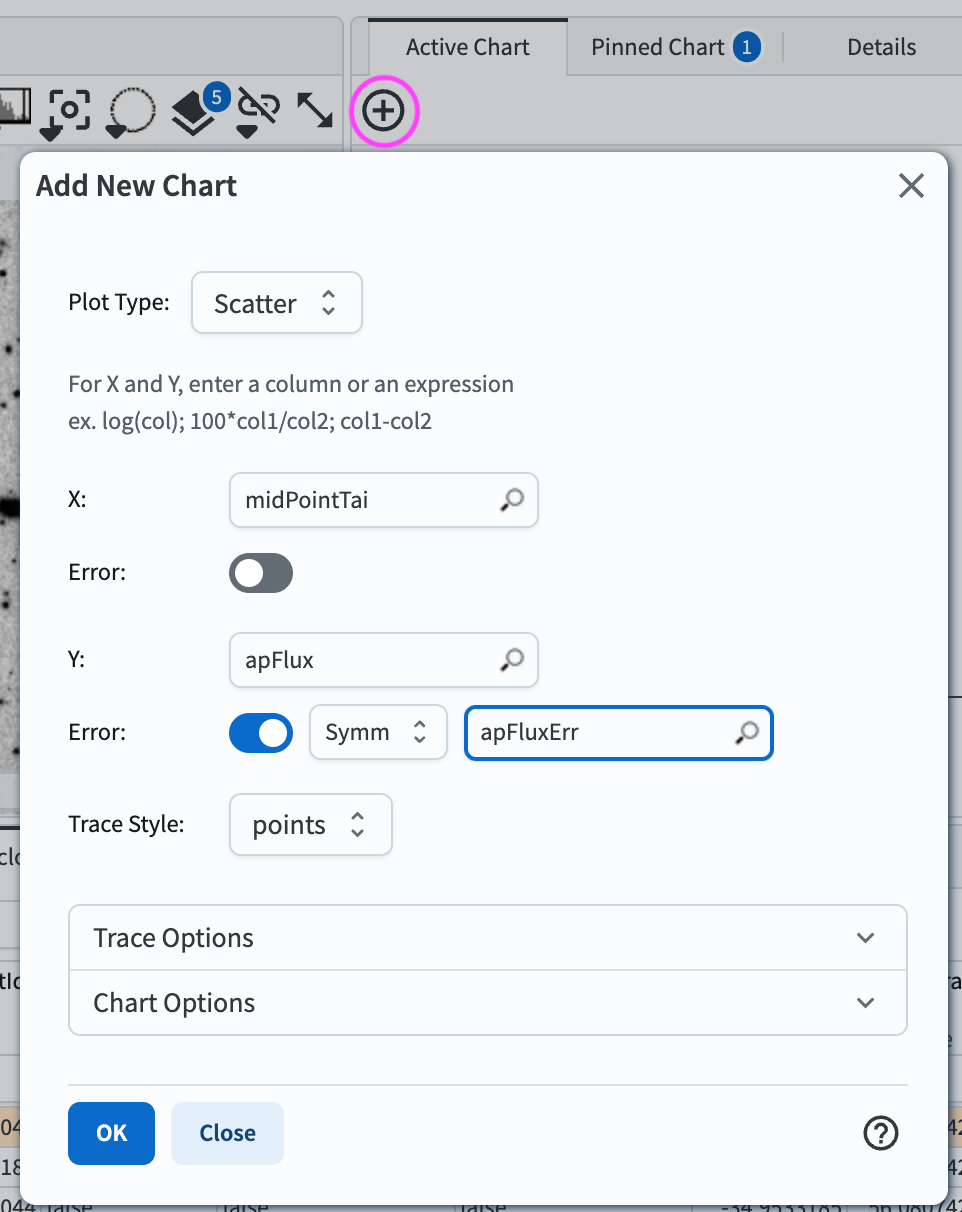 Active Chart
Pinned Chart 1
Details
5
Add New Chart
Plot Type: Scatter
For X and Y, enter a column or an expression
ex. log(col); 100*col1/col2; col1-col2
X: midPointTai
Error:
Y: apFlux
Error: Symm apFluxErr
Trace Style: points
Trace Options
Chart Options
OK Close